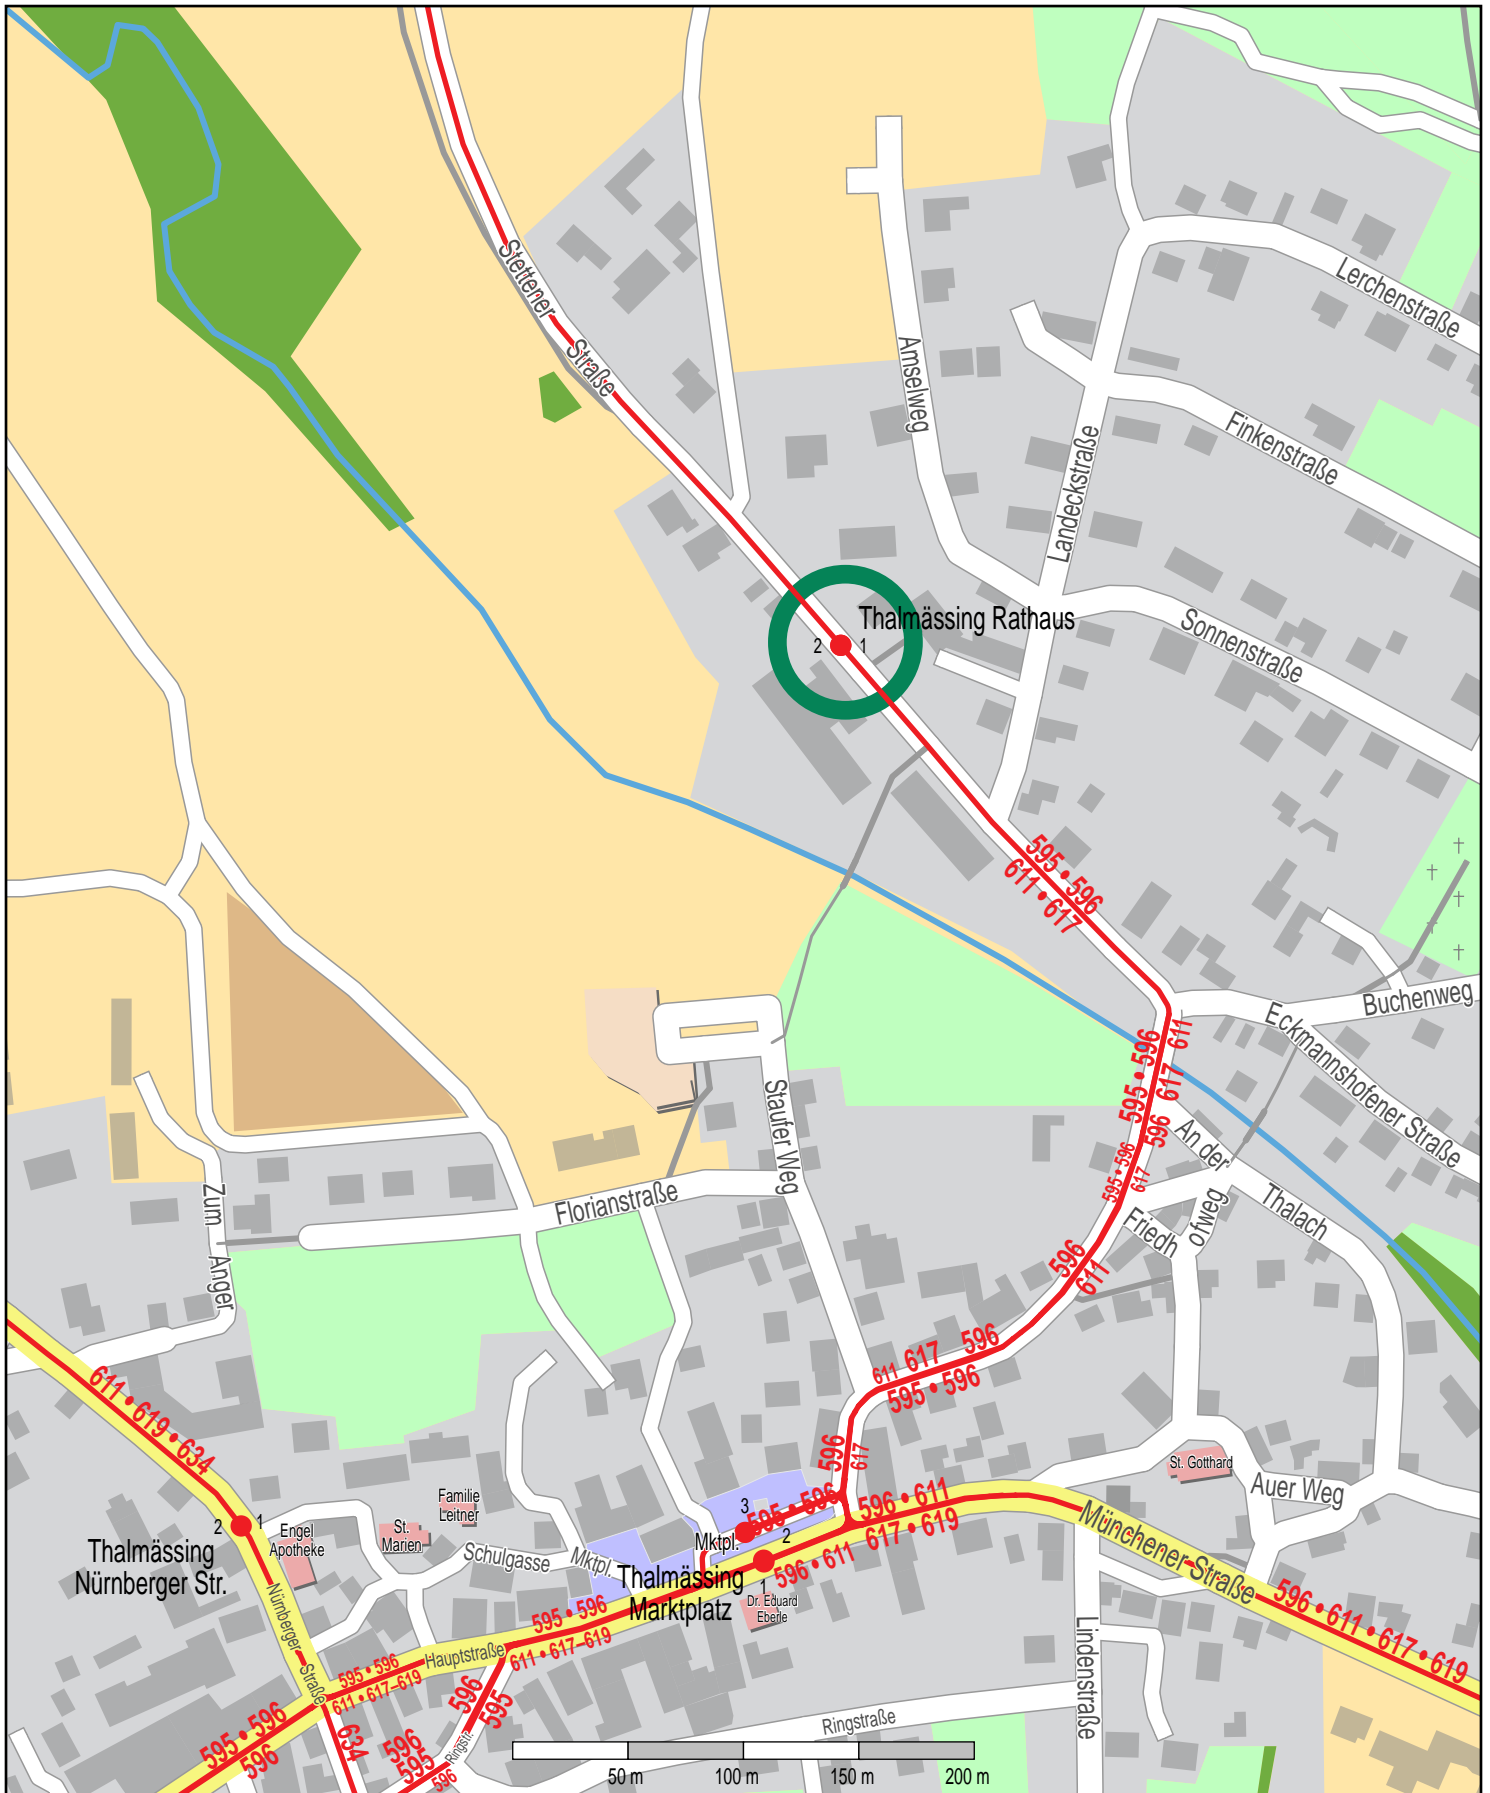 Stettener
Straße
Amselweg
Lerchenstraße
Finkenstraße
Landeckstraße
Thalmässing Rathaus
2
1
Sonnenstraße
595 • 596
611 • 617
Buchenweg
Eckmannshofener Straße
611
595 • 596
617
596
595 • 596
617
An der
Thalach
Friedh
ofweg
Staufer Weg
Florianstraße
Zum
Anger
596
611
611 617 596
595 • 596
611 • 619 • 634
596
617
St. Gotthard
Auer Weg
Familie
Leitner
St.
Marien
Engel
Apotheke
2
1
Thalmässing
Nürnberger Str.
3
595 • 596
596 • 611
617 • 619
Mktpl.
2
596 • 611
1
Münchener Straße
Schulgasse
Mktpl.
Thalmässing
Marktplatz
Dr. Eduard
Eberle
Nürnberger
Straße
595 • 596
611 • 617–619
Hauptstraße
595 • 596
611 • 617–619
596 • 611 • 617 • 619
Lindenstraße
596
595
595 • 596
596
634
596
595
596
Ringstr.
Ringstraße
50 m
100 m
150 m
200 m